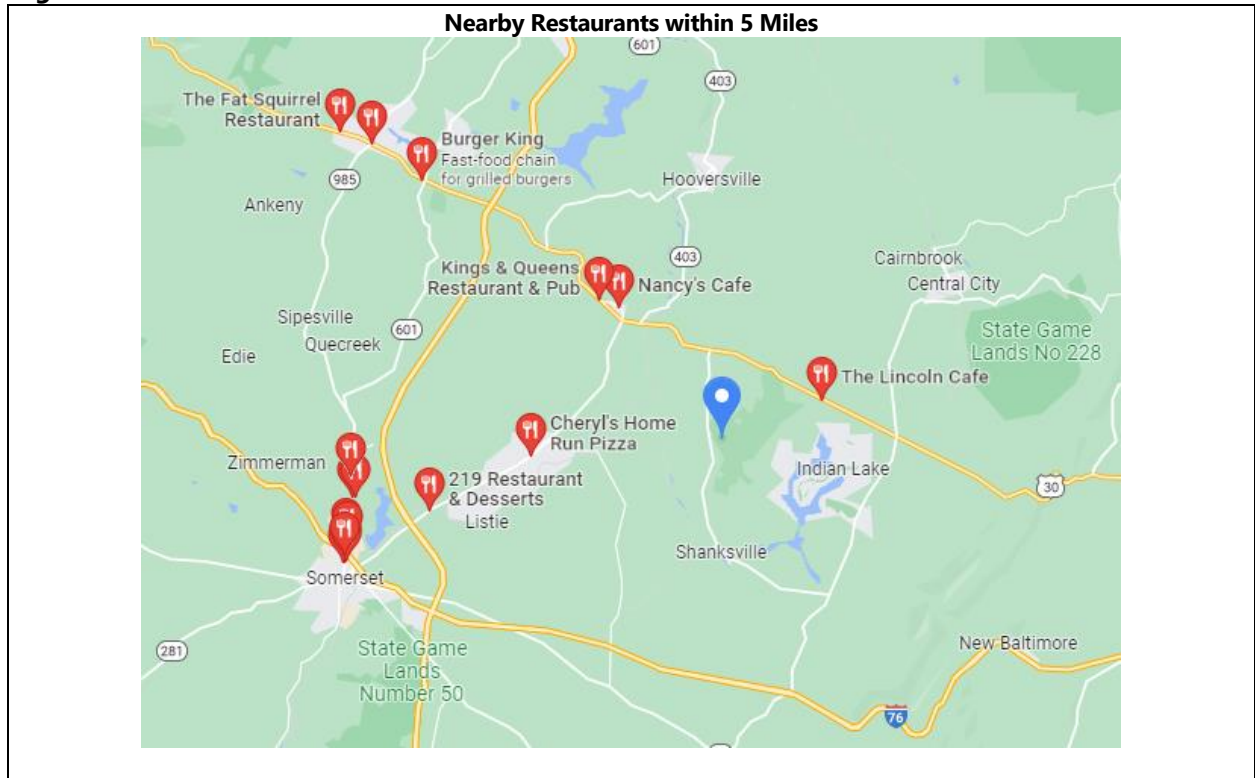 Nearby Restaurants within 5 Miles
601
403
The Fat Squirrel
Restaurant
Burger King
Fast-food chain
for grilled burgers
985
Hooversville
Ankeny
403
Cairnbrook
Central City
Kings & Queens
Restaurant & Pub
Nancy's Cafe
Sipesville
601
Quecreek
Edie
State Game
Lands No 228
The Lincoln Cafe
Cheryl's Home
Run Pizza
Zimmerman
Indian Lake
219 Restaurant
& Desserts
Listie
30
Shanksville
Somerset
281
State Game
Lands
Number 50
New Baltimore
76